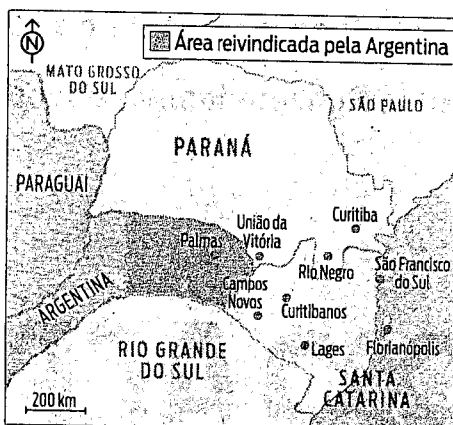 N
Área reivindicada pela Argentina
MATO GROSSO
DO SUL
SÃO PAULO
PARANÁ
PARAGUAI
Curitiba
União da
Vitória
Palmas
Rio Negro
São Francisco
do Sul
ARGENTINA
Campos
Novos
Curitibanos
Florianópolis
Lages
RIO GRANDE
DO SUL
SANTA
CATARINA
200 km